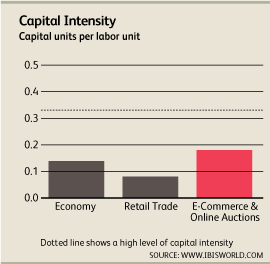 Capital Intensity
Capital units per labor unit
0.5
0.4
0.3
0.2
0.1
0.0
Economy
Retail Trade
E-Commerce &
Online Auctions
Dotted line shows a high level of capital intensity
SOURCE: WWW.IBISWORLD.COM